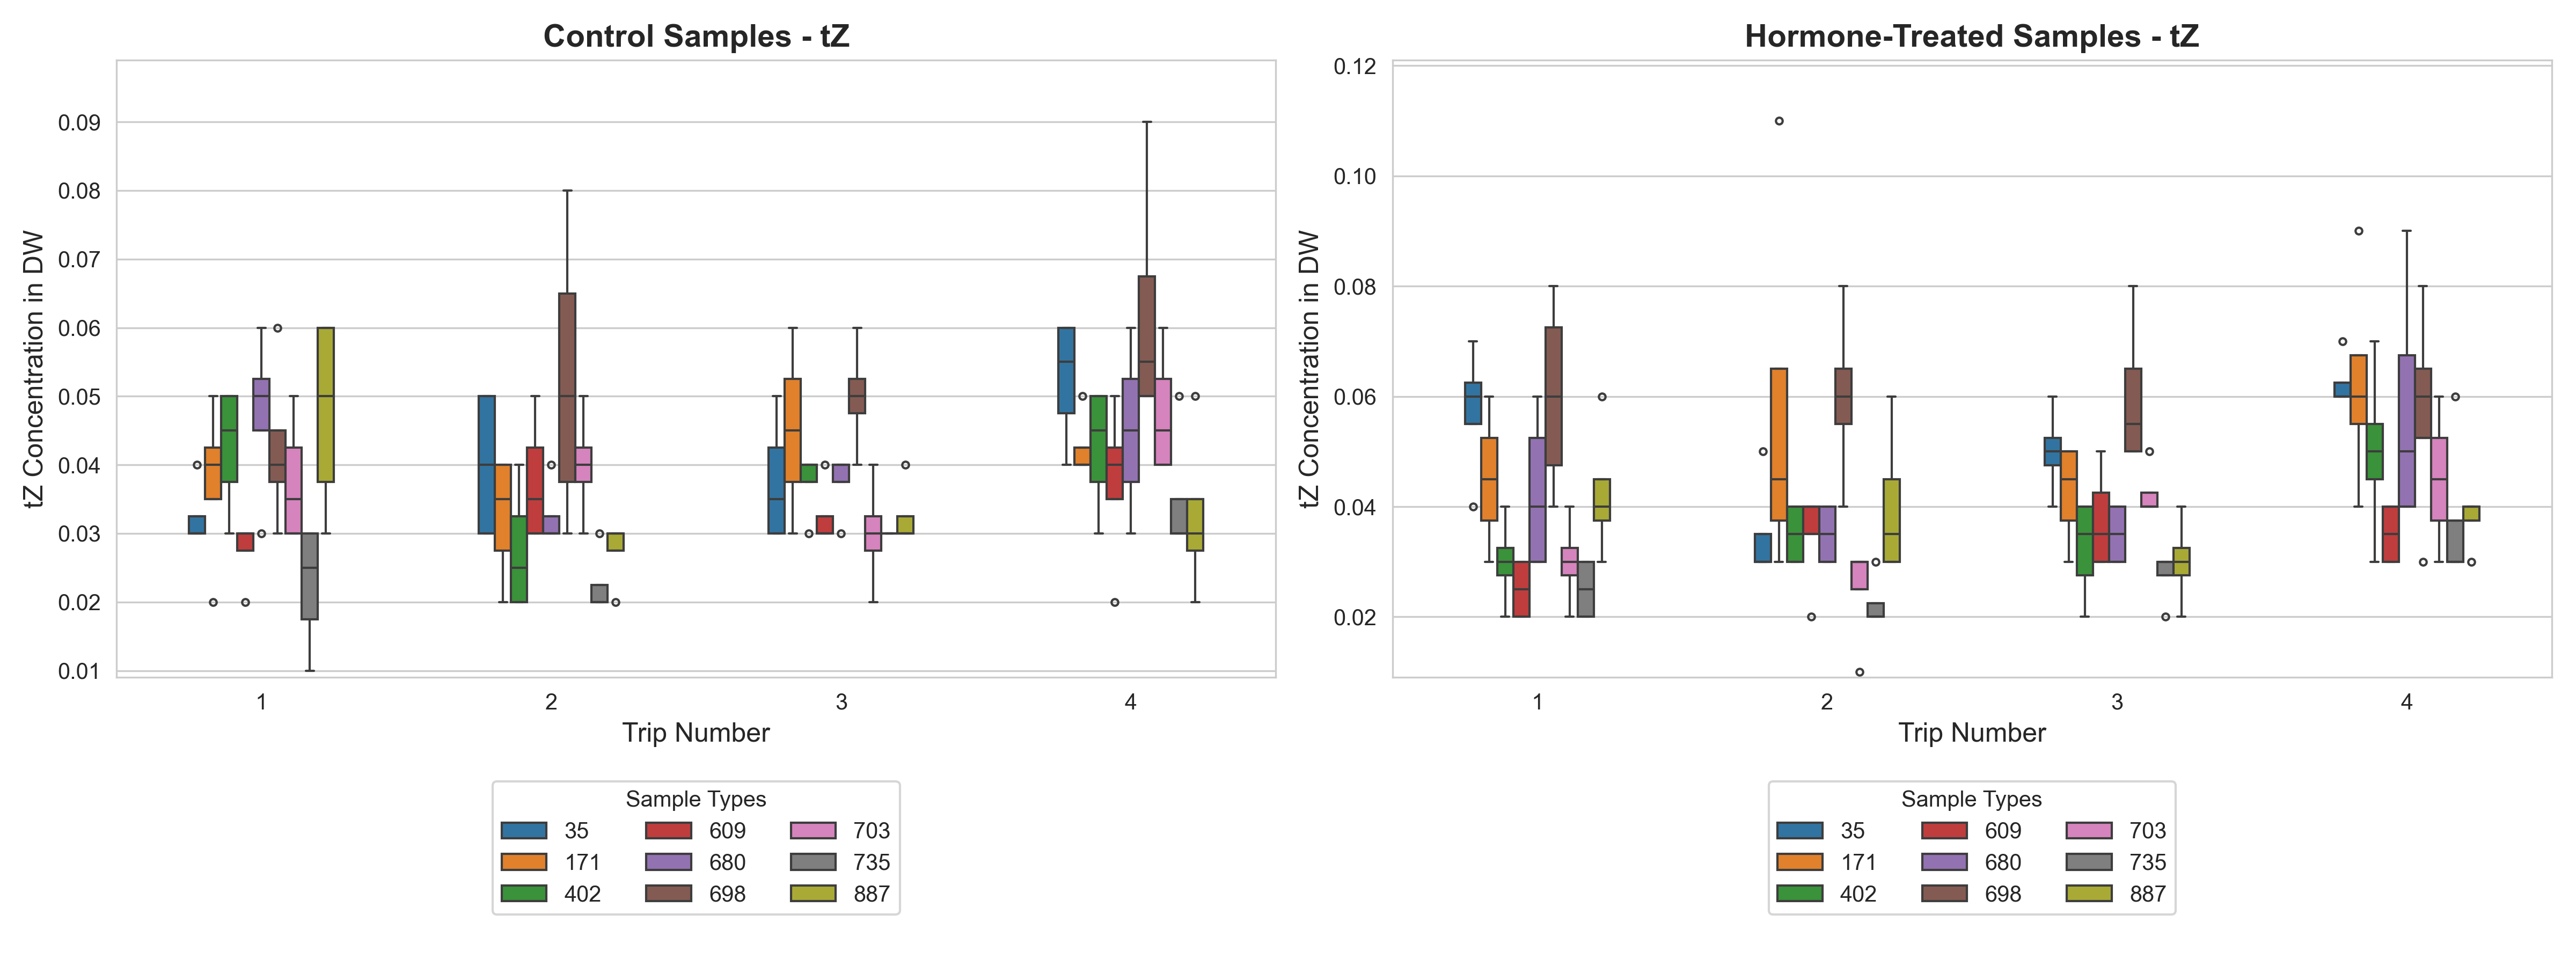 Control Samples - tZ
tZ Concentration in DW
0.09
0.08
0.07
0.06
0.05
0.04
0.03
0.02
0.01
1 2 3 4
Trip Number
Sample Types
35 609 703
171 680 735
402 698 887
Hormone-Treated Samples - tZ
tZ Concentration in DW
0.12
0.10
0.08
0.06
0.04
0.02
1 2 3 4
Trip Number
Sample Types
35 609 703
171 680 735
402 698 887